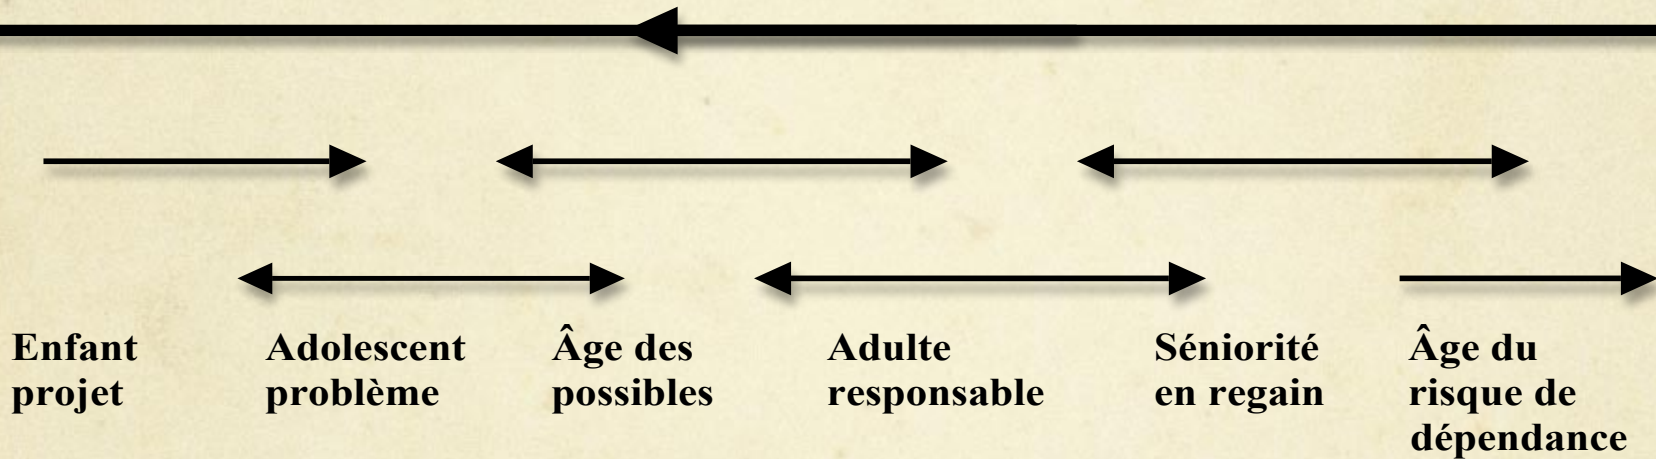 Enfant
projet
Adolescent
problème
Âge des
possibles
Adulte
responsable
Séniorité
en regain
Âge du
risque de
dépendance